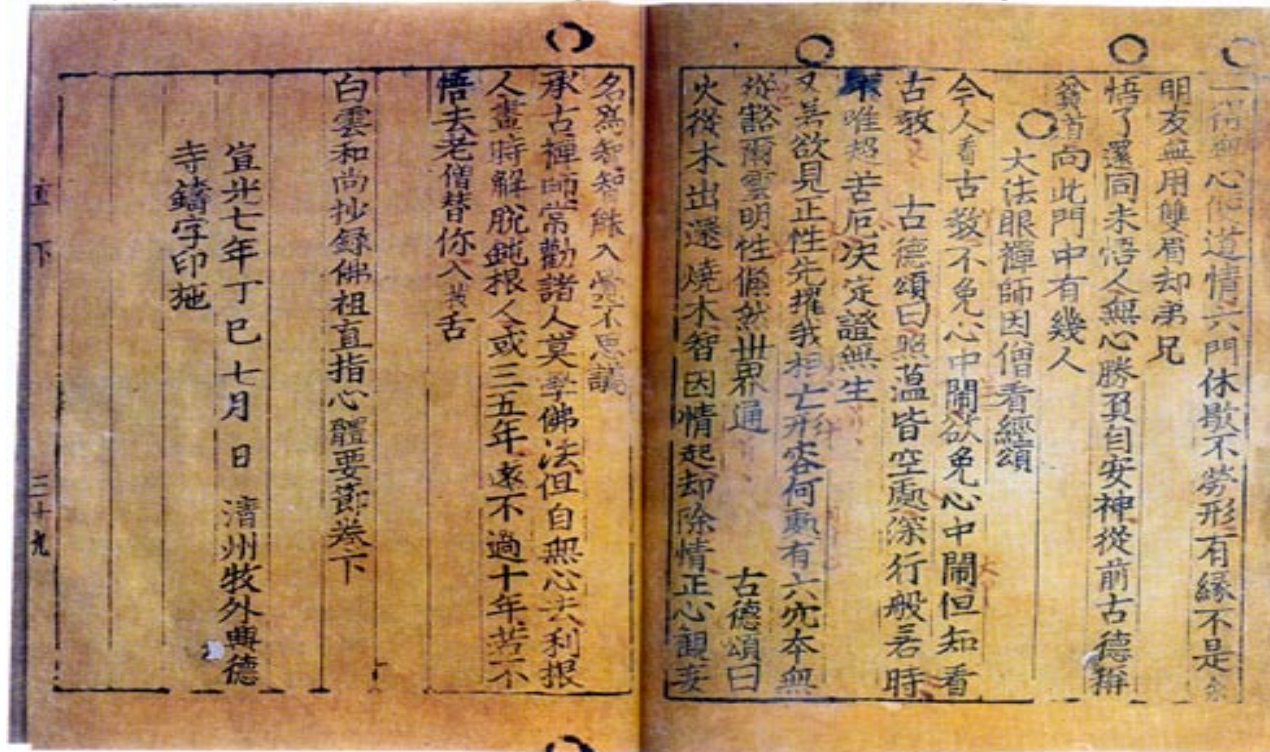 一得無心便道情六門休歇不勞形有緣不是余
明友無用雙眉却弟兄
悟了還同未悟人無心勝負自安神從前古德稱
貧道向此門中有幾人
大法眼禪師因僧看經頌
今人看古教不免心中鬧欲免心中鬧但知看
古教 古德頌曰照蘊皆空處深行般若時
唯超苦厄決定證無生
又若欲見正性先摧我相亡形容何處有六究本無
縱豁爾雲明性儼然世界通 古德頌曰
火從木出還燒木智因情起却除情正心觀妄
名爲智智能入 不思議
承古禪師常勸諸人莫學佛法但自無心去利根
人晝時解脫鈍根人或三五年遠不過十年若不
悟去老僧替你入 舌
白雲和尚抄錄佛祖直指心體要節卷下
宣光七年丁巳七月 日 清州牧外興德
寺鑄字印施
直 下
三十九